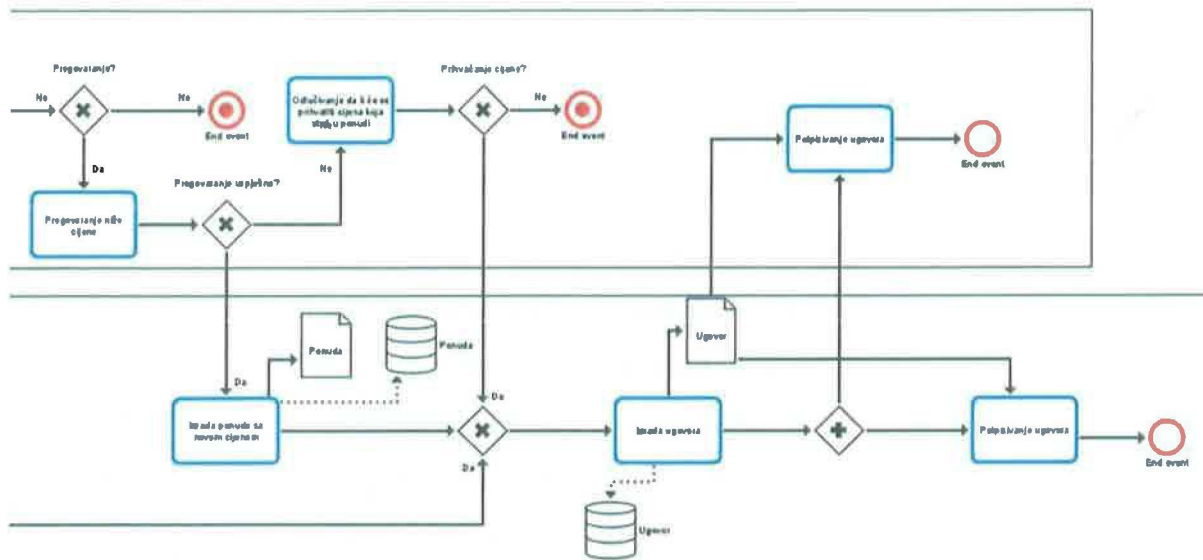 Pregovaranje?
Ne
Ne
End event
Da
Pregovaranje niže
cijene
Pregovaranje uspješno?
Ne
Odlučivanje da li će se
prihvatiti cijena koja
stoji u ponudi
Prihvaćanje cijene?
Ne
End event
Potpisivanje ugovora
End event
Da
Ponuda
Ponuda
Izrada ponude sa
novom cijenom
Da
Da
Izrada ugovora
Ugovor
Ugovor
Potpisivanje ugovora
End event